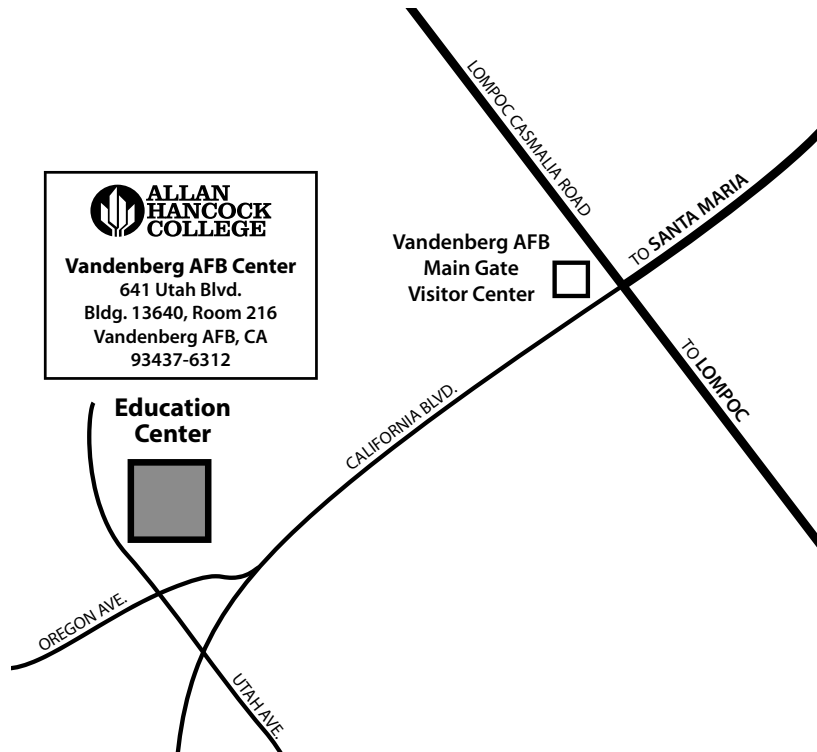 LOMPOC CASMALIA ROAD
ALLAN
HANCOCK
COLLEGE
Vandenberg AFB Center
641 Utah Blvd.
Bldg. 13640, Room 216
Vandenberg AFB, CA
93437-6312
TO SANTA MARIA
Vandenberg AFB
Main Gate
Visitor Center
TO LOMPOC
Education
Center
CALIFORNIA BLVD.
OREGON AVE.
UTAH AVE.